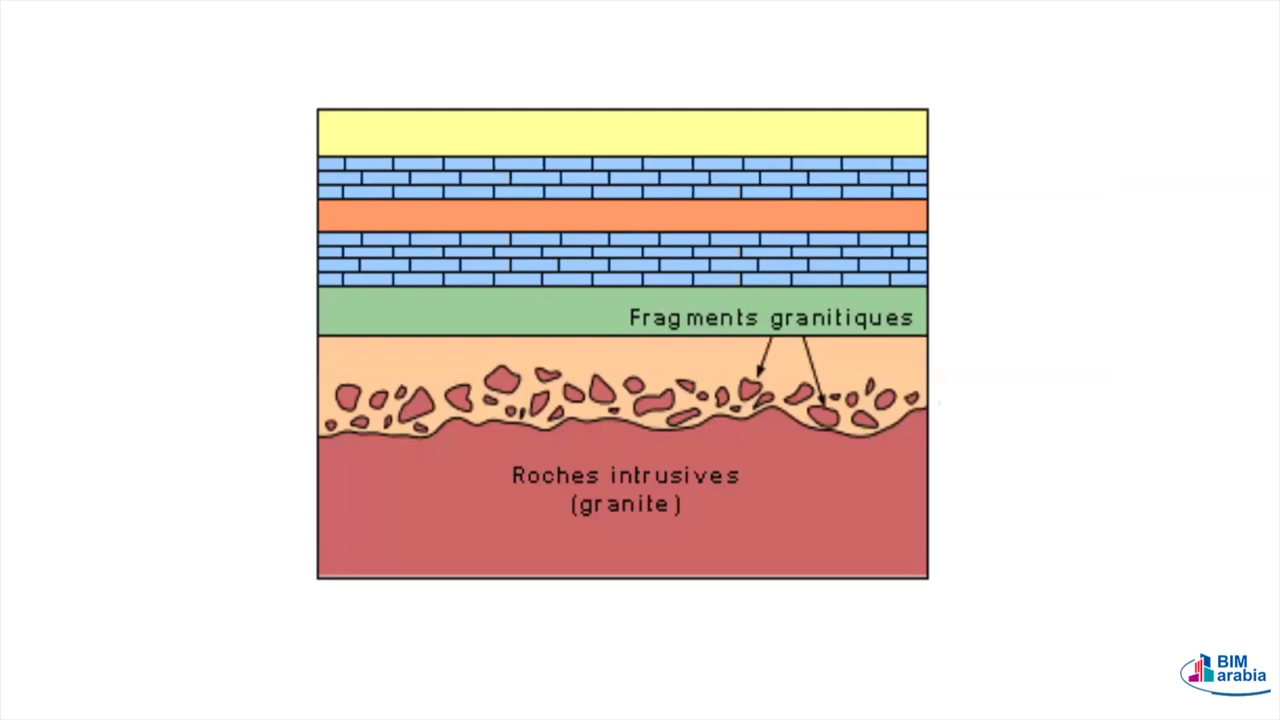 Fragments granitiques
Roches intrusives
(granite)
BIM
arabia